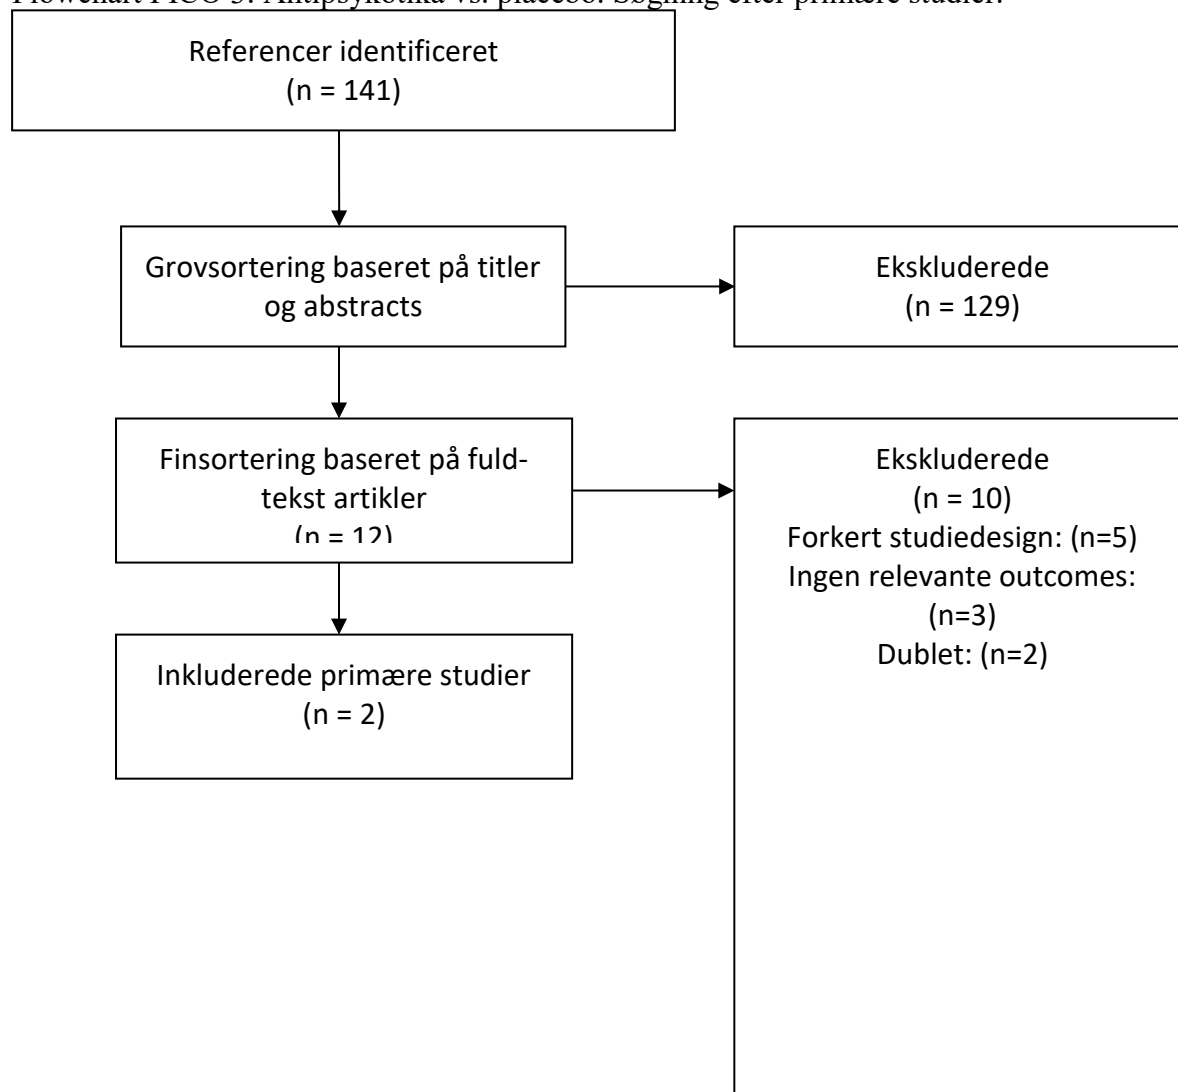 Flowchart PICO 3: Antipsykotika vs. placebo. Søgning efter primære studier.
Referencer identificeret
(n = 141)
Grovsortering baseret på titler
og abstracts
Ekskluderede
(n = 129)
Finsortering baseret på fuld-
tekst artikler
(n = 12)
Ekskluderede
(n = 10)
Forkert studiedesign: (n=5)
Ingen relevante outcomes:
(n=3)
Dublet: (n=2)
Inkluderede primære studier
(n = 2)